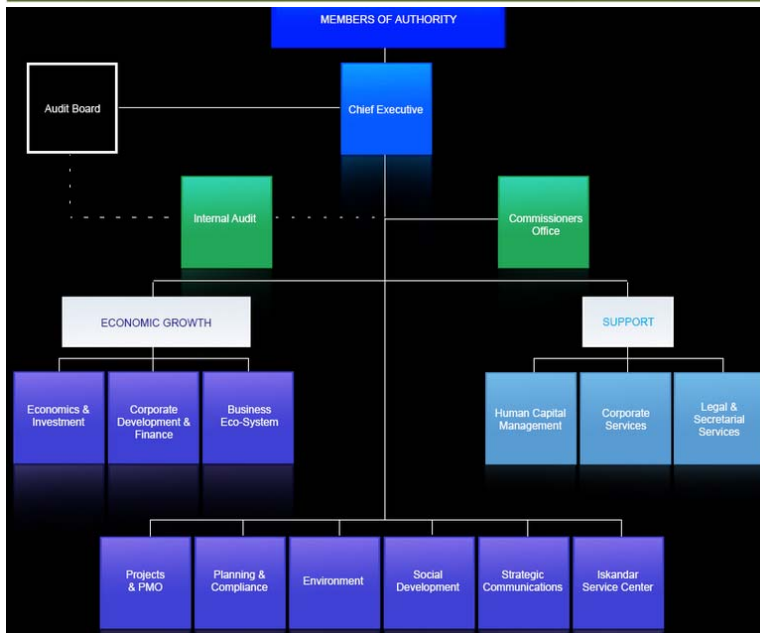 MEMBERS OF AUTHORITY
Audit Board
Chief Executive
Internal Audit
Commissioners
Office
ECONOMIC GROWTH
SUPPORT
Economics &
Investment
Corporate
Development &
Finance
Business
Eco-System
Human Capital
Management
Corporate
Services
Legal &
Secretarial
Services
Projects
& PMO
Planning &
Compliance
Environment
Social
Development
Strategic
Communications
Iskandar
Service Center